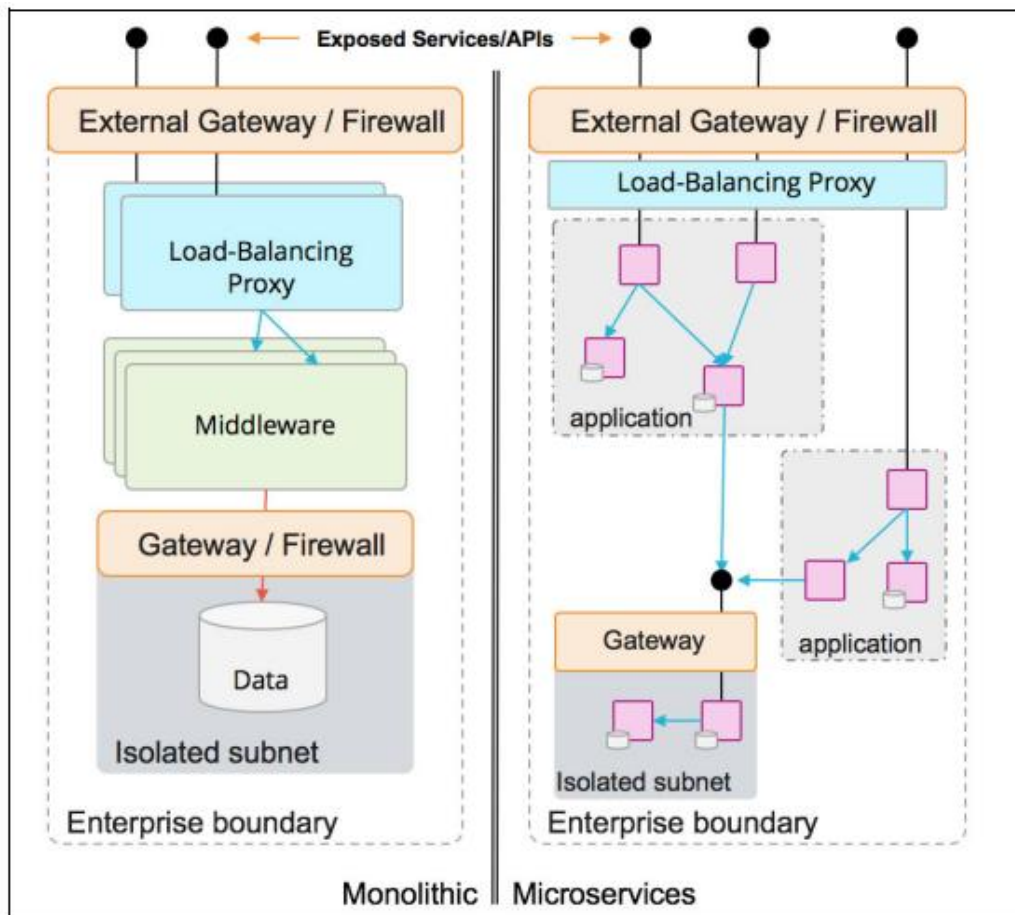 Exposed Services/APIs
External Gateway / Firewall
Load-Balancing
Proxy
Middleware
Gateway / Firewall
Data
Isolated subnet
Enterprise boundary
Monolithic
External Gateway / Firewall
Load-Balancing Proxy
application
application
Gateway
Isolated subnet
Enterprise boundary
Microservices